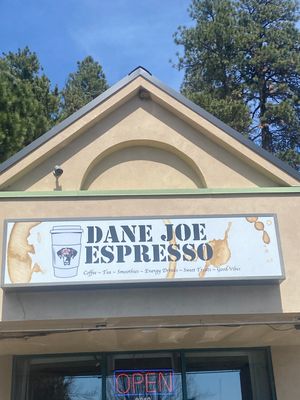 DANE JOE
ESPRESSO
Coffee ~ Tea ~ Smoothies ~ Energy Drinks ~ Sweet Treats ~ Good Vibes
OPEN